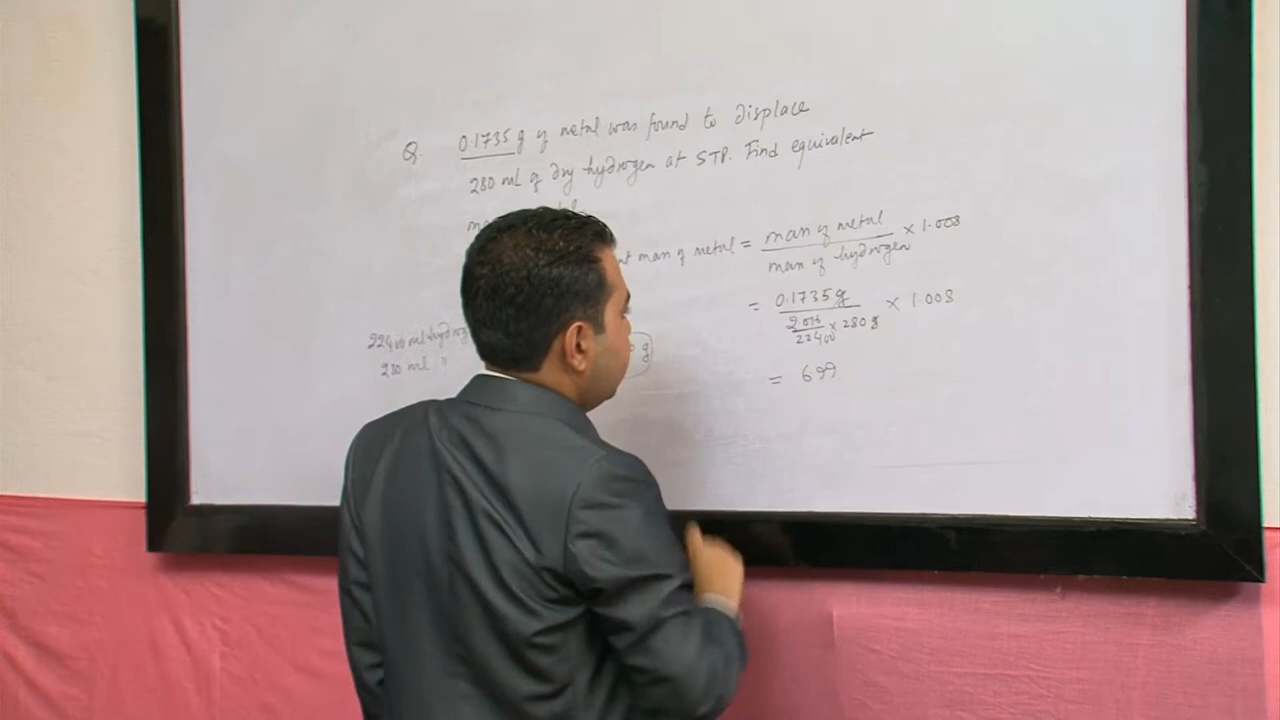 Q. 0.1735 g of metal was found to displace
280 mL of dry hydrogen at STP. Find equivalent
nt mass of metal = mass of metal / mass of hydrogen × 1.008
= 0.1735 g / (2.016 / 22400 × 280 g) × 1.008
22400 ml hydrog
280 ml "
g
= 6.99